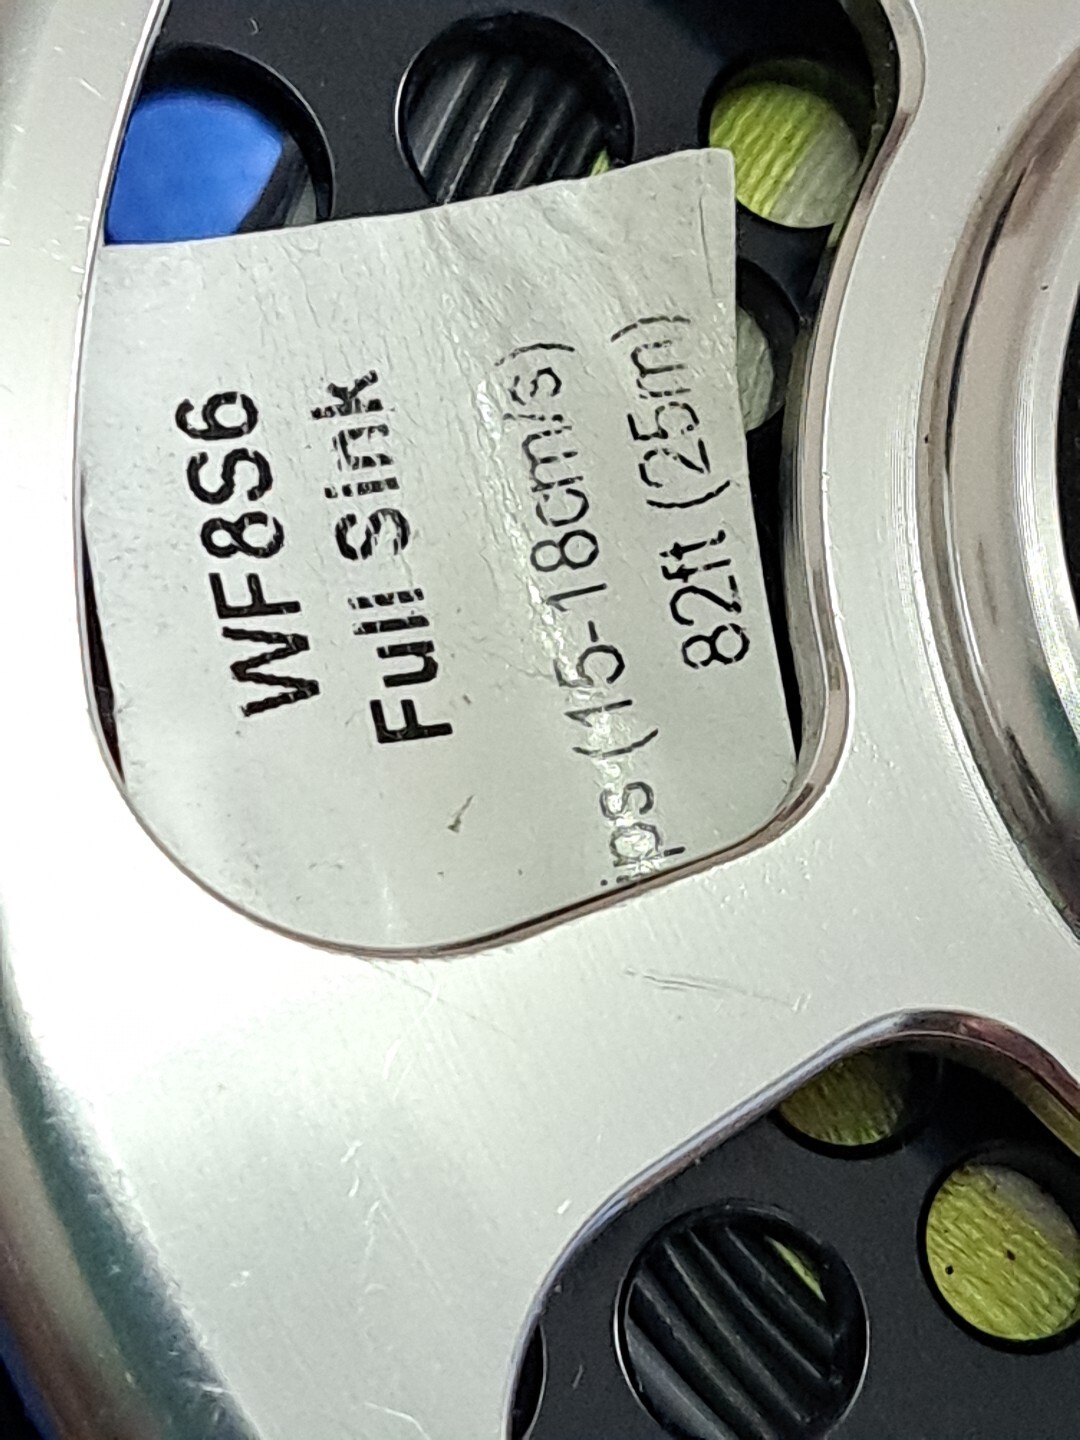 WF8S6
Full Sink
ips (15-18cm/s)
82ft (25m)